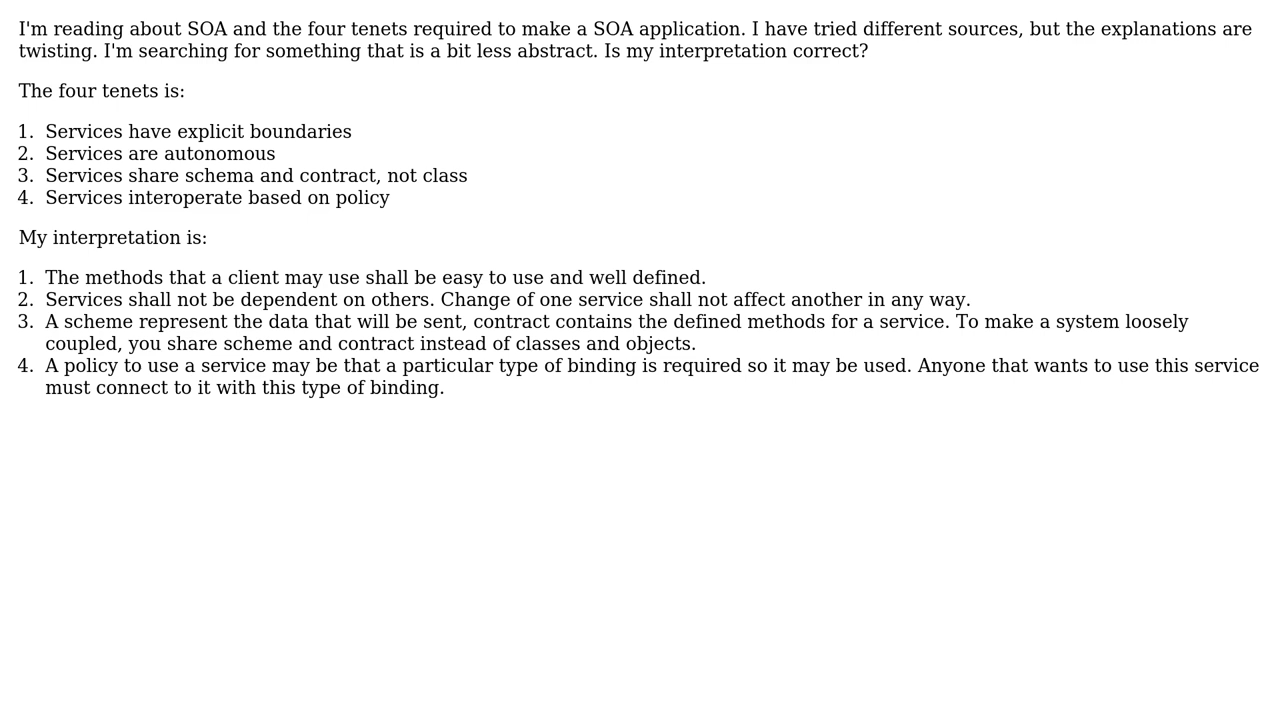 I'm reading about SOA and the four tenets required to make a SOA application. I have tried different sources, but the explanations are
twisting. I'm searching for something that is a bit less abstract. Is my interpretation correct?
The four tenets is:
1. Services have explicit boundaries
2. Services are autonomous
3. Services share schema and contract, not class
4. Services interoperate based on policy
My interpretation is:
1. The methods that a client may use shall be easy to use and well defined.
2. Services shall not be dependent on others. Change of one service shall not affect another in any way.
3. A scheme represent the data that will be sent, contract contains the defined methods for a service. To make a system loosely
coupled, you share scheme and contract instead of classes and objects.
4. A policy to use a service may be that a particular type of binding is required so it may be used. Anyone that wants to use this service
must connect to it with this type of binding.